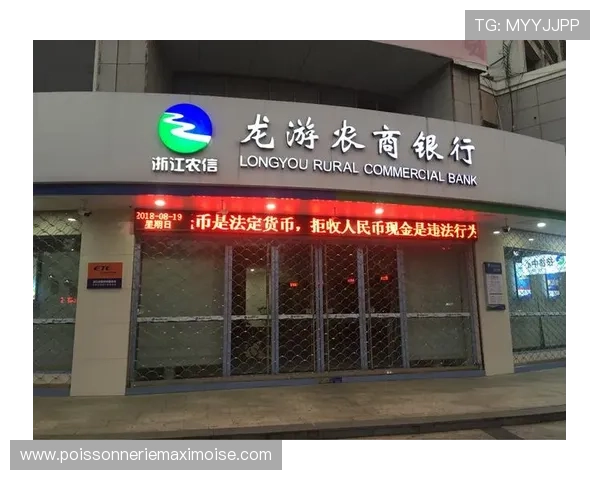 TG: MYYJJPP
龙游农商银行
浙江农信
LONGYOU RURAL COMMERCIAL BANK
2018-08-19
星期日
币是法定货币，拒收人民币现金是违法行为
ETC
www.poissonneriemaximoise.com/